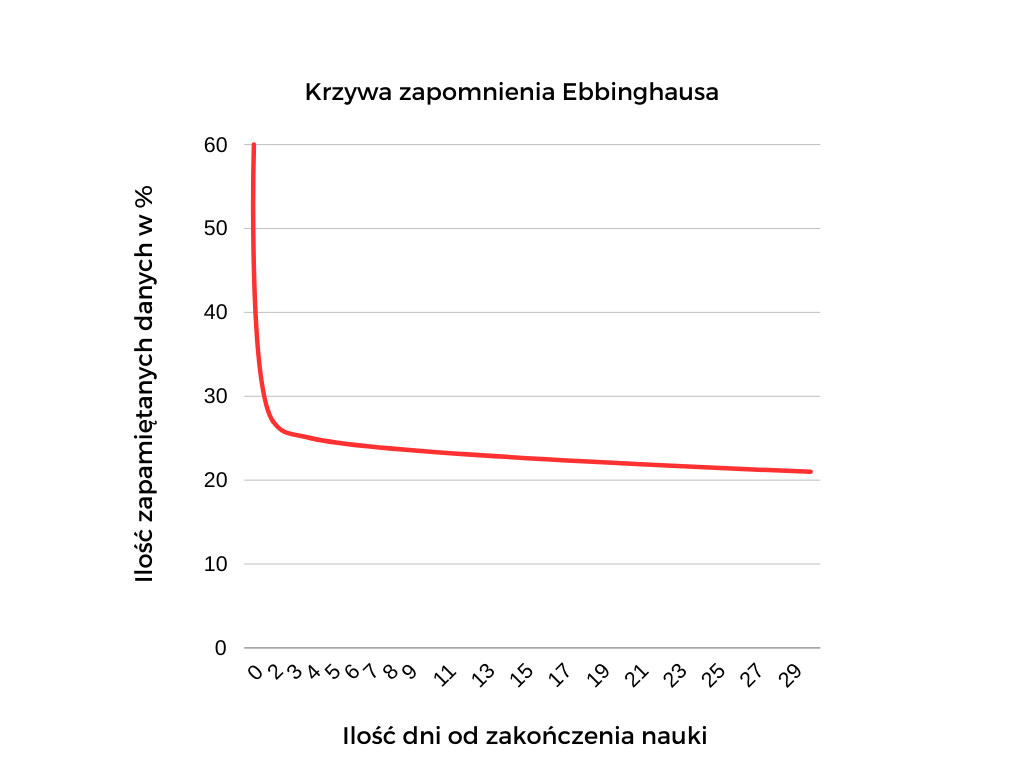 Krzywa zapomnienia Ebbinghausa
Ilość zapamiętanych danych w %
60
50
40
30
20
10
0
0 2 3 4 5 6 7 8 9 11 13 15 17 19 21 23 25 27 29
Ilość dni od zakończenia nauki